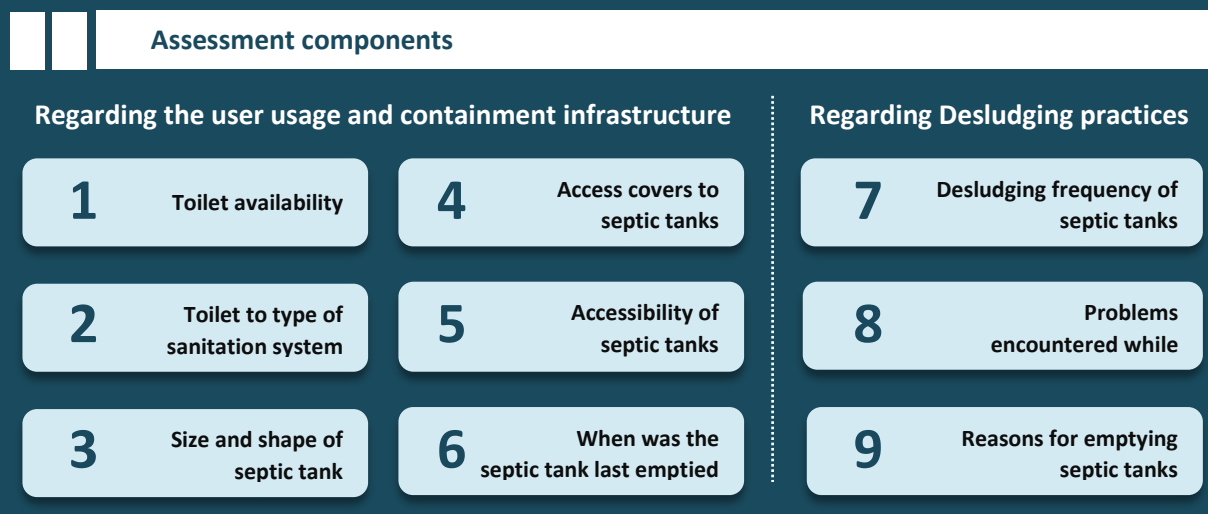 Assessment components
Regarding the user usage and containment infrastructure
1
Toilet availability
2
Toilet to type of
sanitation system
3
Size and shape of
septic tank
4
Access covers to
septic tanks
5
Accessibility of
septic tanks
6
When was the
septic tank last emptied
Regarding Desludging practices
7
Desludging frequency of
septic tanks
8
Problems
encountered while
9
Reasons for emptying
septic tanks